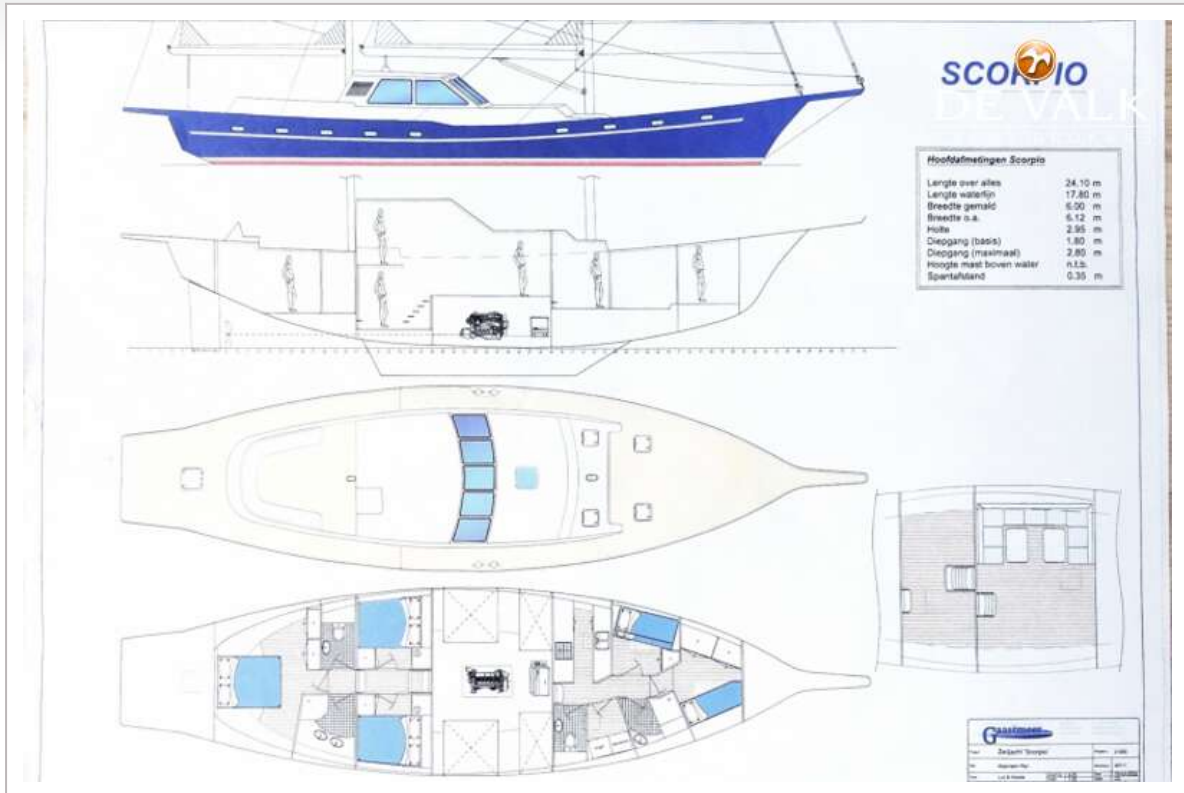 SCORPIO
DE VALK
Hoofdafmetingen Scorpio
Lengte over alles 24,10 m
Lengte waterlijn 17.80 m
Breedte gemald 6.00 m
Breedte o.a. 6.12 m
Holte 2.95 m
Diepgang (basis) 1,80 m
Diepgang (maximaal) 2,80 m
Hoogte mast boven water n.t.b.
Spantafstand 0.35 m
Gaastmeer
Zeiljacht 'Scorpio'